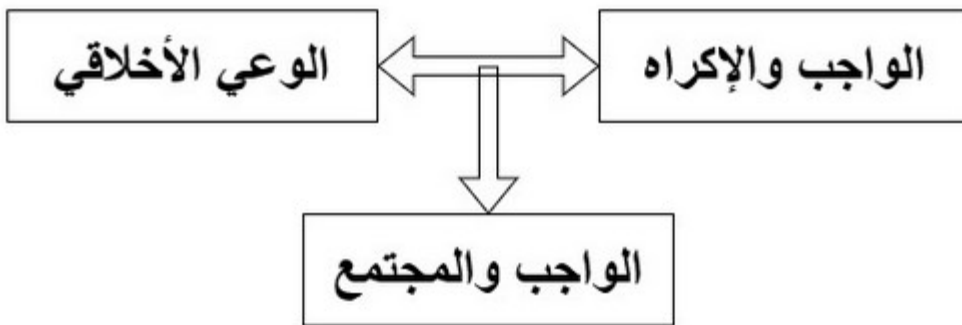 الواجب والإكراه
الوعي الأخلاقي
الواجب والمجتمع